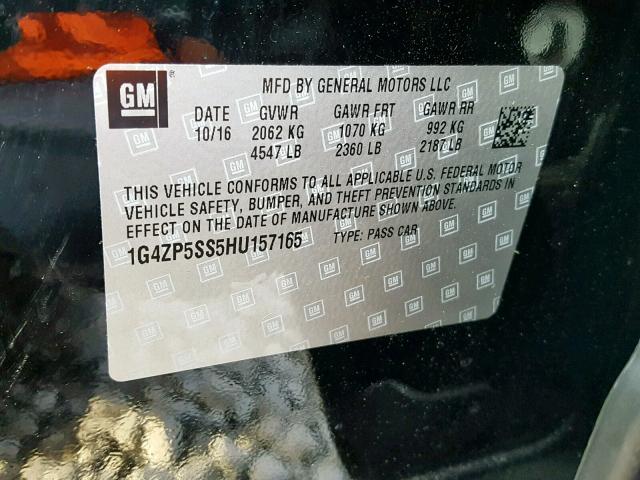 GM ®
MFD BY GENERAL MOTORS LLC
DATE GVWR GAWR FRT GAWR RR
10/16 2062 KG 1070 KG 992 KG
4547 LB 2360 LB 2187 LB
THIS VEHICLE CONFORMS TO ALL APPLICABLE U.S. FEDERAL MOTOR
VEHICLE SAFETY, BUMPER, AND THEFT PREVENTION STANDARDS IN
EFFECT ON THE DATE OF MANUFACTURE SHOWN ABOVE.
1G4ZP5SS5HU157165 TYPE: PASS CAR